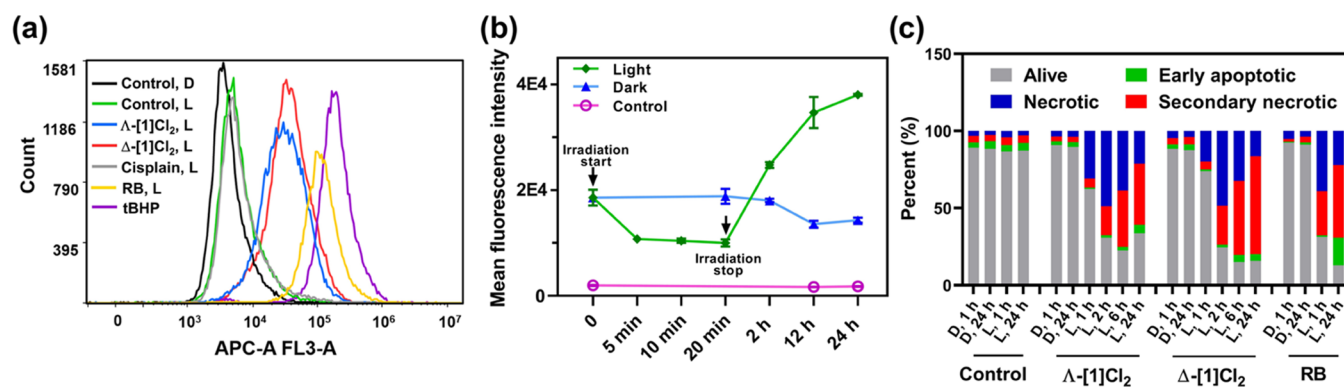 (a)
1581
1186
790
395
Count
Control, D
Control, L
Λ-[1]Cl2, L
Δ-[1]Cl2, L
Cisplain, L
RB, L
tBHP
0
10^3
10^4
10^5
10^6
10^7
APC-A FL3-A
(b)
Mean fluorescence intensity
4E4
2E4
0
Light
Dark
Control
Irradiation
start
Irradiation
stop
0
5 min
10 min
20 min
2 h
12 h
24 h
(c)
Percent (%)
150
100
50
0
Alive
Early apoptotic
Necrotic
Secondary necrotic
D, 1 h
D, 24 h
L, 1 h
L, 24 h
D, 1 h
D, 24 h
L, 1 h
L, 2 h
L, 6 h
L, 24 h
D, 1 h
D, 24 h
L, 1 h
L, 2 h
L, 6 h
L, 24 h
D, 1 h
D, 24 h
L, 1 h
L, 24 h
Control
Λ-[1]Cl2
Δ-[1]Cl2
RB